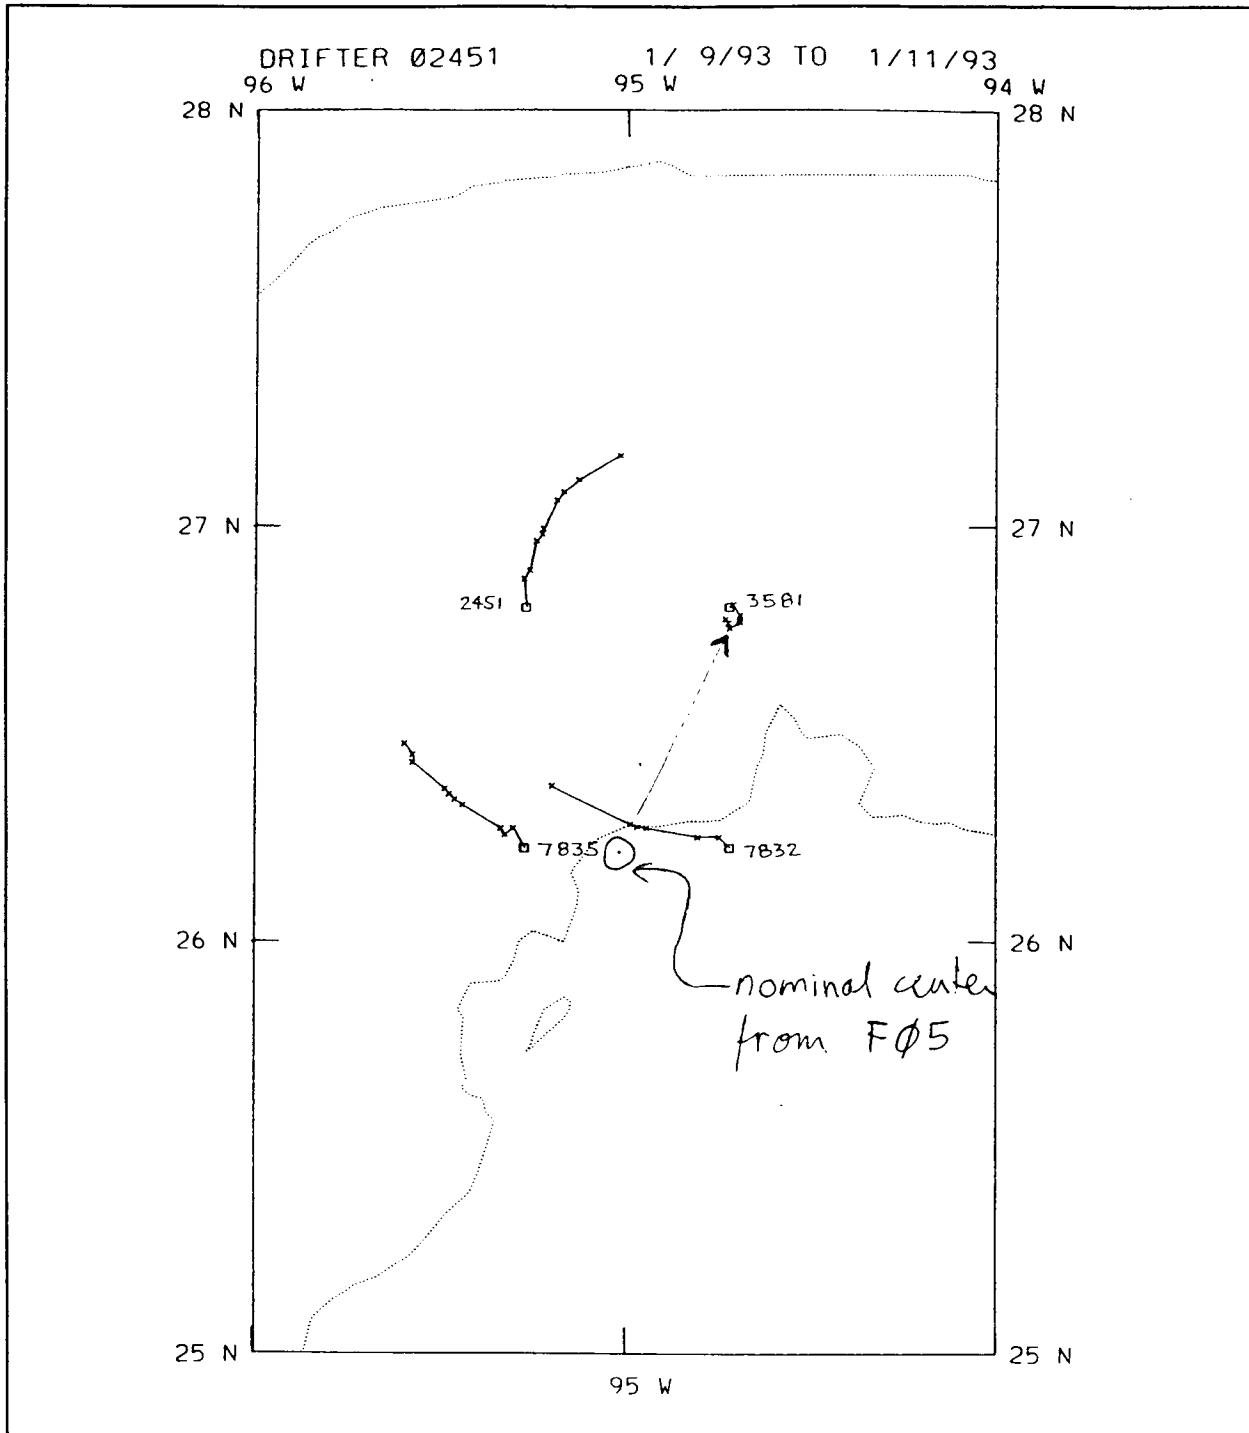 DRIFTER Ø2451 1/ 9/93 TO 1/11/93
96 W 95 W 94 W
28 N 28 N
27 N 27 N
2451 3581
7835 7832
26 N 26 N
nominal center
from FØ5
25 N 25 N
95 W